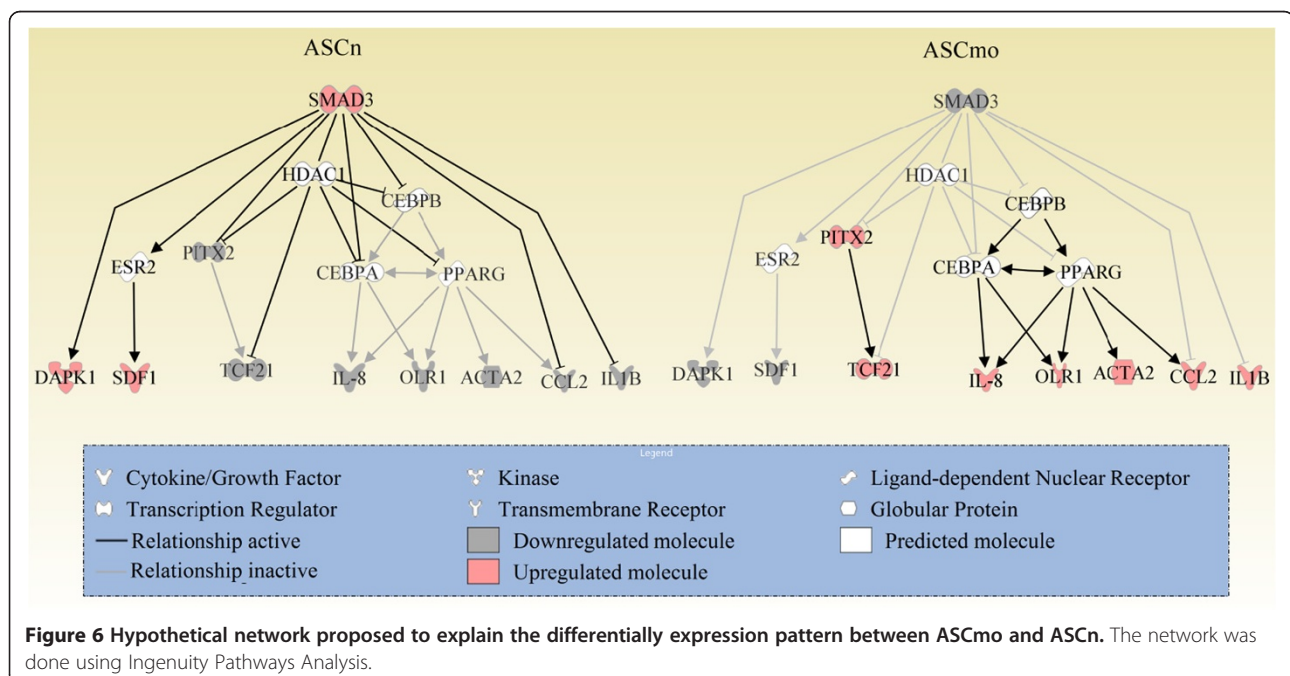 ASCn
ASCmo
SMAD3
SMAD3
HDAC1
HDAC1
CEBPB
CEBPB
PITX2
PITX2
ESR2
ESR2
CEBPA
PPARG
CEBPA
PPARG
DAPK1
SDF1
TCF21
IL-8
OLR1
ACTA2
CCL2
IL1B
DAPK1
SDF1
TCF21
IL-8
OLR1
ACTA2
CCL2
IL1B
Legend
Cytokine/Growth Factor
Kinase
Ligand-dependent Nuclear Receptor
Transcription Regulator
Transmembrane Receptor
Globular Protein
Relationship active
Downregulated molecule
Predicted molecule
Relationship inactive
Upregulated molecule
Figure 6 Hypothetical network proposed to explain the differentially expression pattern between ASCmo and ASCn. The network was
done using Ingenuity Pathways Analysis.